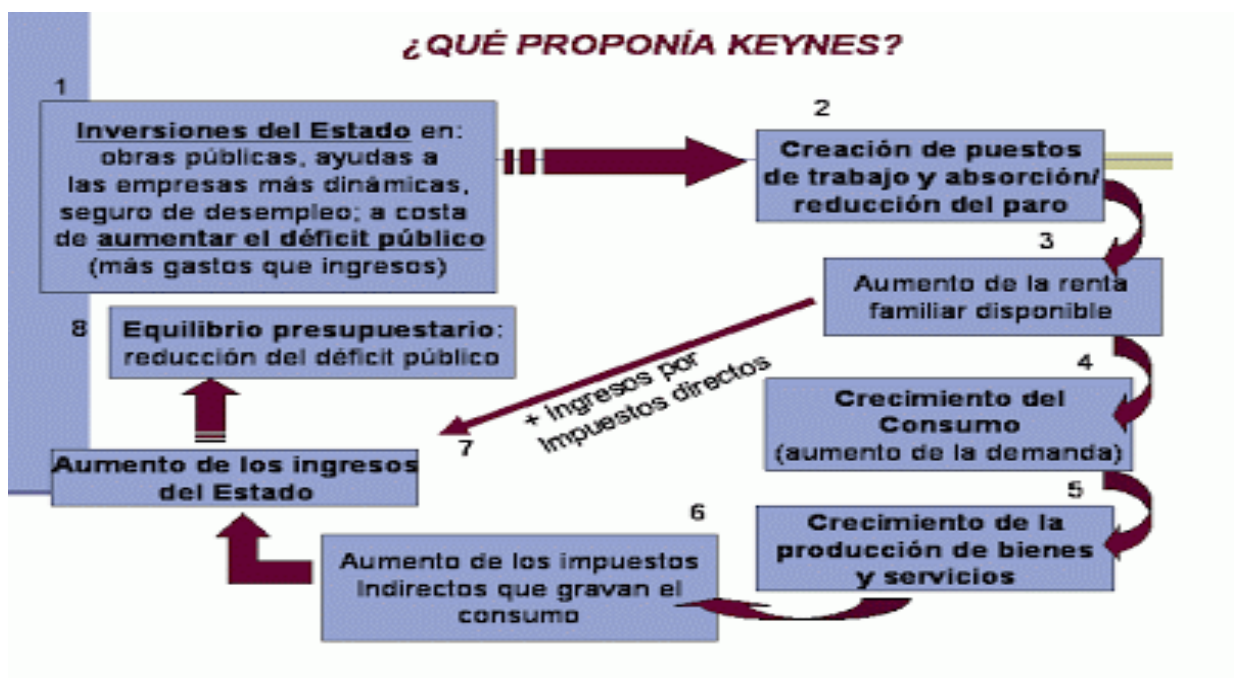 ¿QUÉ PROPONÍA KEYNES?
1
Inversiones del Estado en:
obras públicas, ayudas a
las empresas más dinámicas,
seguro de desempleo; a costa
de aumentar el déficit público
(más gastos que ingresos)
2
Creación de puestos
de trabajo y absorción/
reducción del paro
3
Aumento de la renta
familiar disponible
4
Crecimiento del
Consumo
(aumento de la demanda)
5
Crecimiento de la
producción de bienes
y servicios
6
Aumento de los impuestos
Indirectos que gravan el
consumo
+ Ingresos por
Impuestos directos
7
Aumento de los ingresos
del Estado
8
Equilibrio presupuestario:
reducción del déficit público